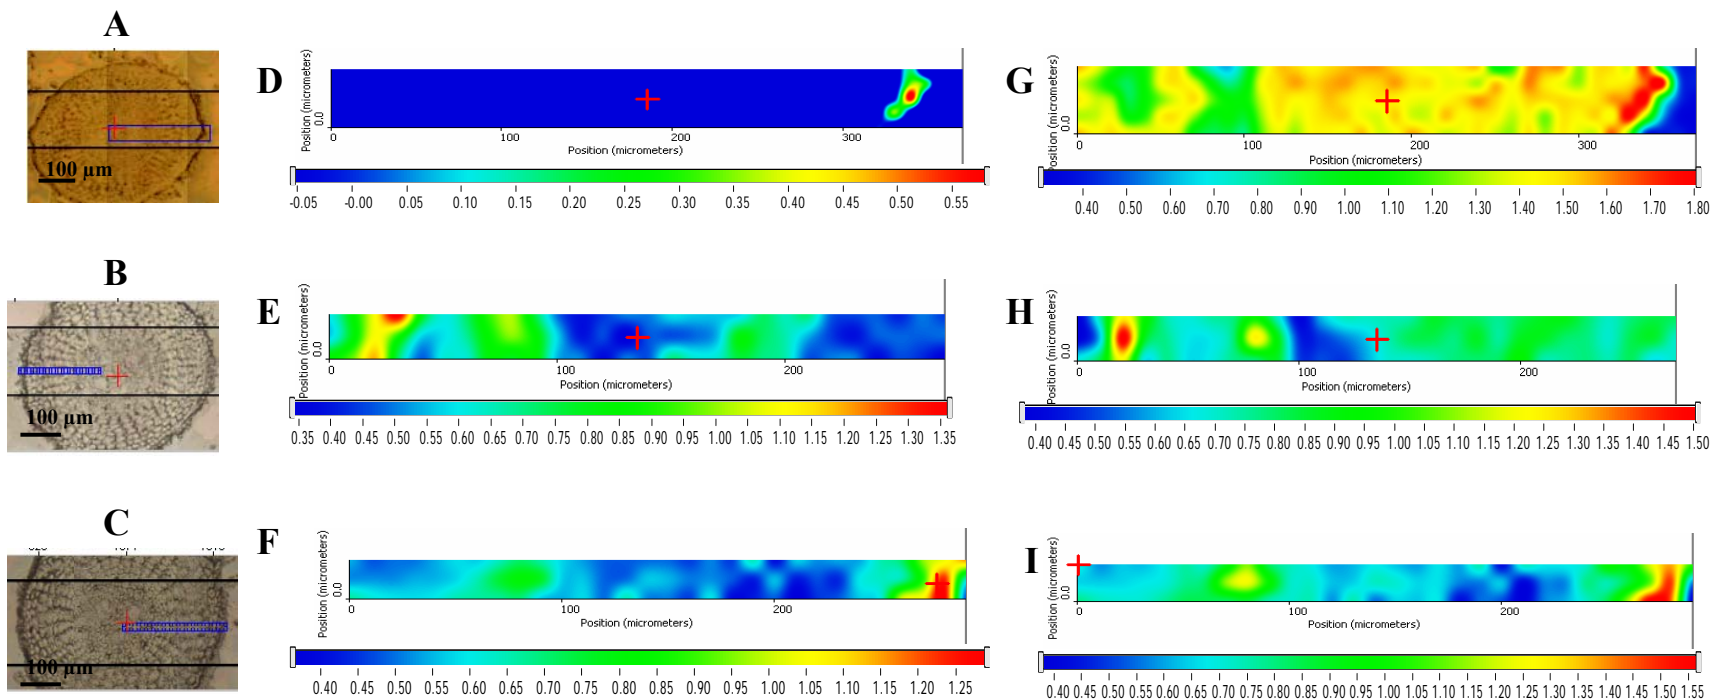 A
100 µm
D
Position (micrometers)
0.0
0 100 200 300
Position (micrometers)
-0.05 -0.00 0.05 0.10 0.15 0.20 0.25 0.30 0.35 0.40 0.45 0.50 0.55
G
Position (micrometers)
0.0
0 100 200 300
Position (micrometers)
0.40 0.50 0.60 0.70 0.80 0.90 1.00 1.10 1.20 1.30 1.40 1.50 1.60 1.70 1.80
B
100 µm
E
Position (micrometers)
0.0
0 100 200
Position (micrometers)
0.35 0.40 0.45 0.50 0.55 0.60 0.65 0.70 0.75 0.80 0.85 0.90 0.95 1.00 1.05 1.10 1.15 1.20 1.25 1.30 1.35
H
Position (micrometers)
0.0
0 100 200
Position (micrometers)
0.40 0.45 0.50 0.55 0.60 0.65 0.70 0.75 0.80 0.85 0.90 0.95 1.00 1.05 1.10 1.15 1.20 1.25 1.30 1.35 1.40 1.45 1.50
C
100 µm
F
Position (micrometers)
0.0
0 100 200
Position (micrometers)
0.40 0.45 0.50 0.55 0.60 0.65 0.70 0.75 0.80 0.85 0.90 0.95 1.00 1.05 1.10 1.15 1.20 1.25
I
Position (micrometers)
0.0
0 100 200
Position (micrometers)
0.40 0.45 0.50 0.55 0.60 0.65 0.70 0.75 0.80 0.85 0.90 0.95 1.00 1.05 1.10 1.15 1.20 1.25 1.30 1.35 1.40 1.45 1.50 1.55